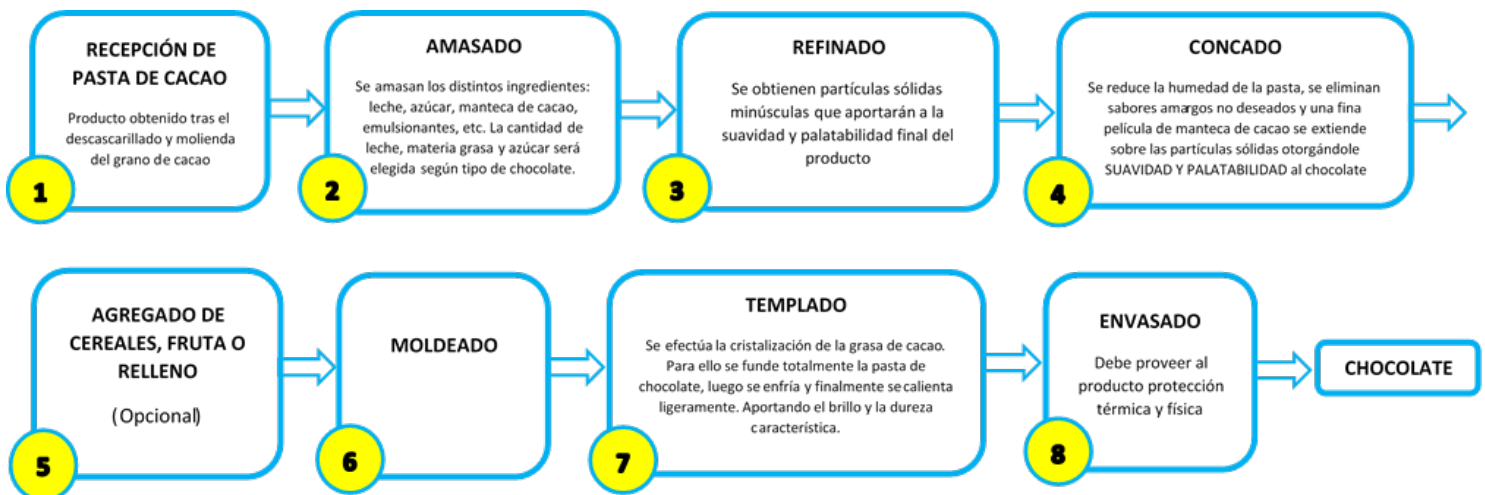 RECEPCIÓN DE
PASTA DE CACAO
Producto obtenido tras el
descascarillado y molienda
del grano de cacao
1
AMASADO
Se amasan los distintos ingredientes:
leche, azúcar, manteca de cacao,
emulsionantes, etc. La cantidad de
leche, materia grasa y azúcar será
elegida según tipo de chocolate.
2
REFINADO
Se obtienen partículas sólidas
minúsculas que aportarán a la
suavidad y palatabilidad final del
producto
3
CONCADO
Se reduce la humedad de la pasta, se eliminan
sabores amargos no deseados y una fina
película de manteca de cacao se extiende
sobre las partículas sólidas otorgándole
SUAVIDAD Y PALATABILIDAD al chocolate
4
AGREGADO DE
CEREALES, FRUTA O
RELLENO
(Opcional)
5
MOLDEADO
6
TEMPLADO
Se efectúa la cristalización de la grasa de cacao.
Para ello se funde totalmente la pasta de
chocolate, luego se enfría y finalmente se calienta
ligeramente. Aportando el brillo y la dureza
característica.
7
ENVASADO
Debe proveer al
producto protección
térmica y física
8
CHOCOLATE